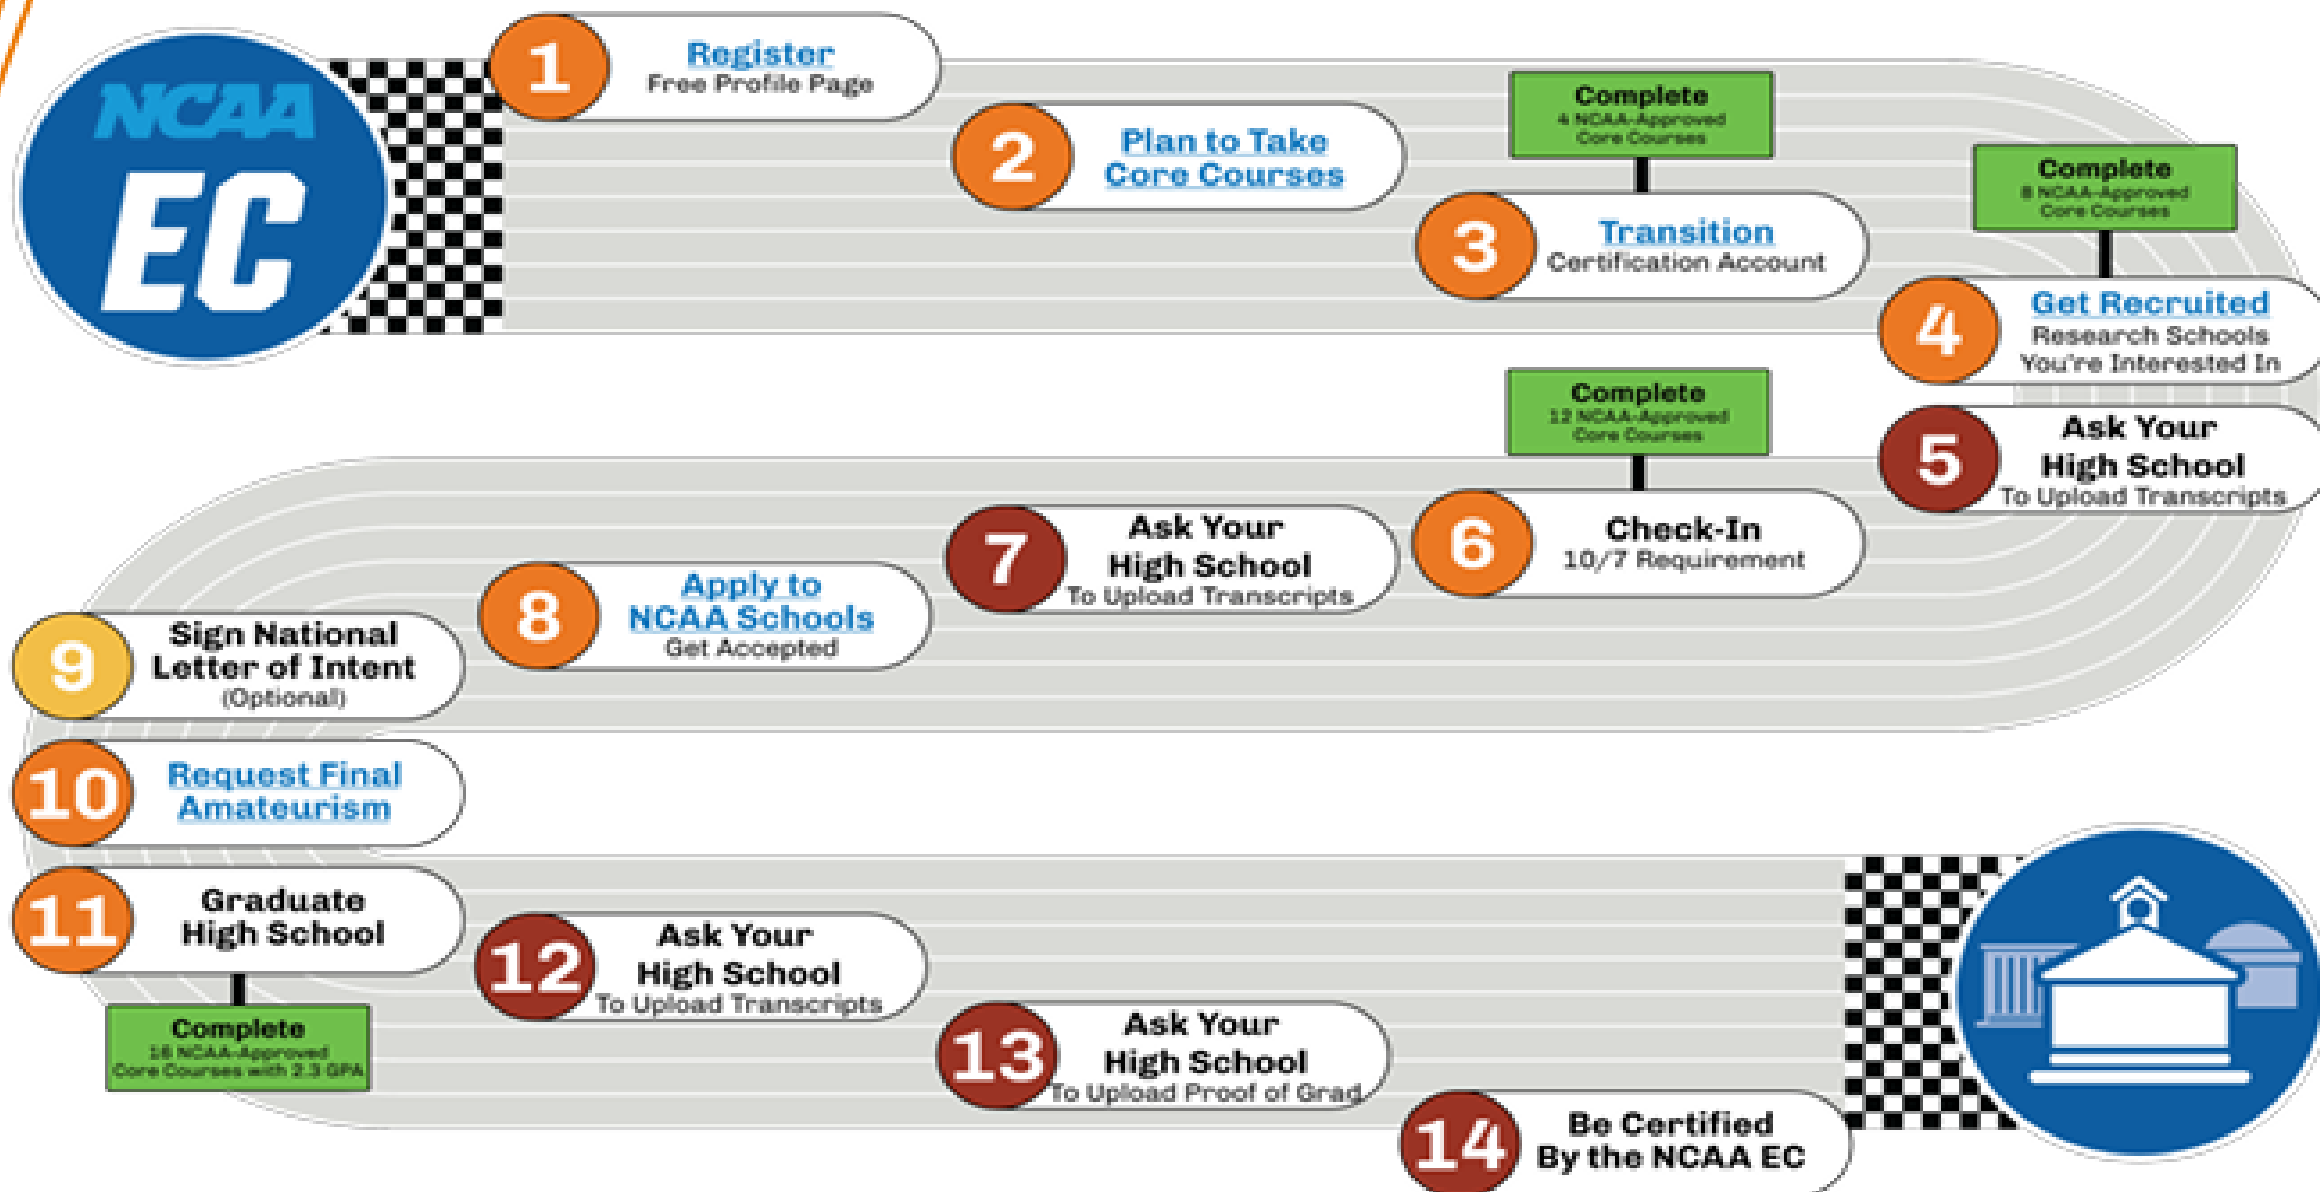 NCAA
EC
1
Register
Free Profile Page
2
Plan to Take
Core Courses
Complete
4 NCAA-Approved
Core Courses
3
Transition
Certification Account
Complete
8 NCAA-Approved
Core Courses
4
Get Recruited
Research Schools
You're Interested In
5
Ask Your
High School
To Upload Transcripts
Complete
12 NCAA-Approved
Core Courses
6
Check-In
10/7 Requirement
7
Ask Your
High School
To Upload Transcripts
8
Apply to
NCAA Schools
Get Accepted
9
Sign National
Letter of Intent
(Optional)
10
Request Final
Amateurism
11
Graduate
High School
Complete
16 NCAA-Approved
Core Courses with 2.3 GPA
12
Ask Your
High School
To Upload Transcripts
13
Ask Your
High School
To Upload Proof of Grad
14
Be Certified
By the NCAA EC